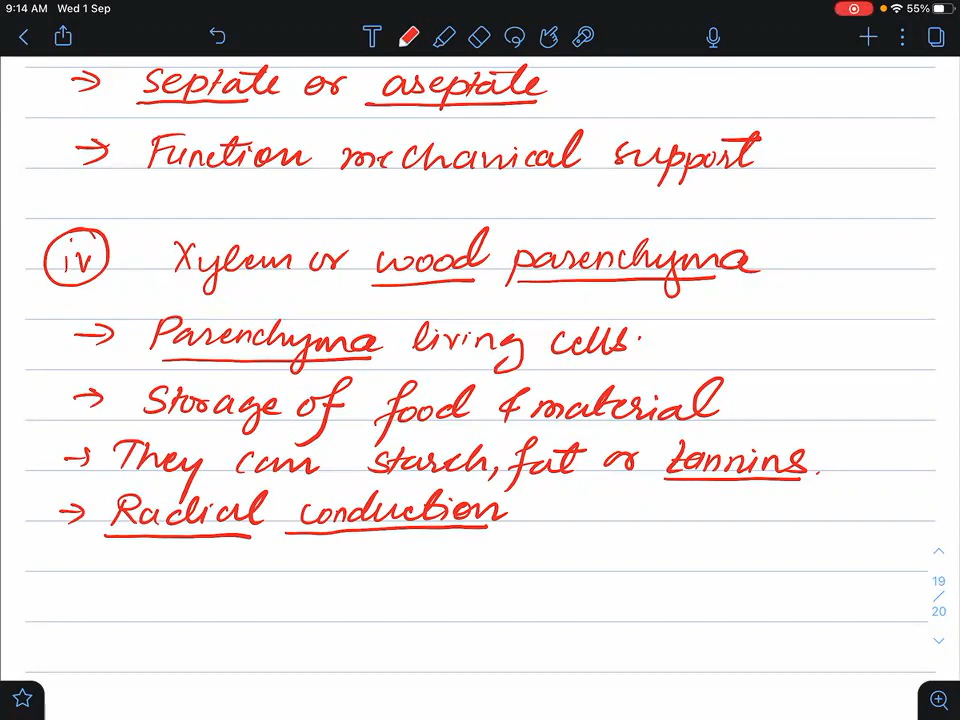 9:14 AM Wed 1 Sep
55%
T
→ Septate or aseptate
→ Function mechanical support
iv Xylem or wood parenchyma
→ Parenchyma living cells.
→ Storage of food & material
→ They can starch, fat or tannins.
→ Radial conduction
19
/
20